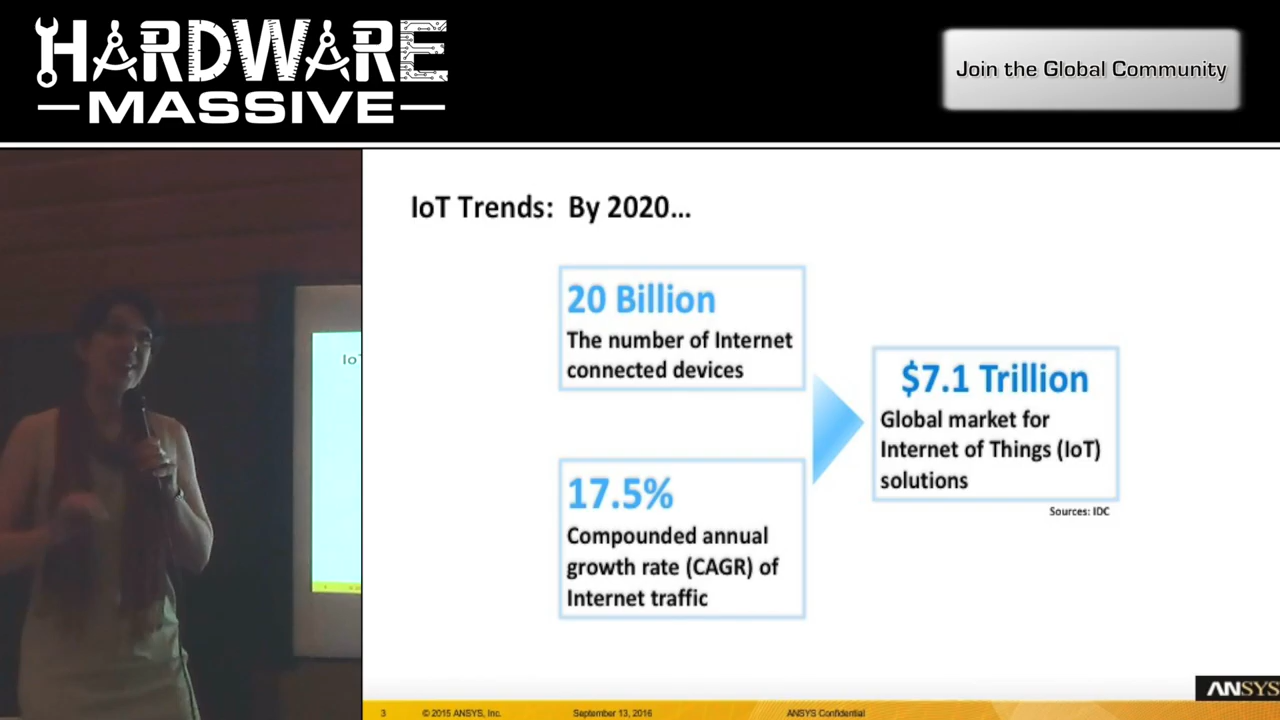 HARDWARE
MASSIVE
Join the Global Community
IoT Trends: By 2020...
20 Billion
The number of Internet
connected devices
17.5%
Compounded annual
growth rate (CAGR) of
Internet traffic
$7.1 Trillion
Global market for
Internet of Things (IoT)
solutions
Sources: IDC
IoT
3
© 2015 ANSYS, Inc.
September 13, 2016
ANSYS Confidential
ANSYS